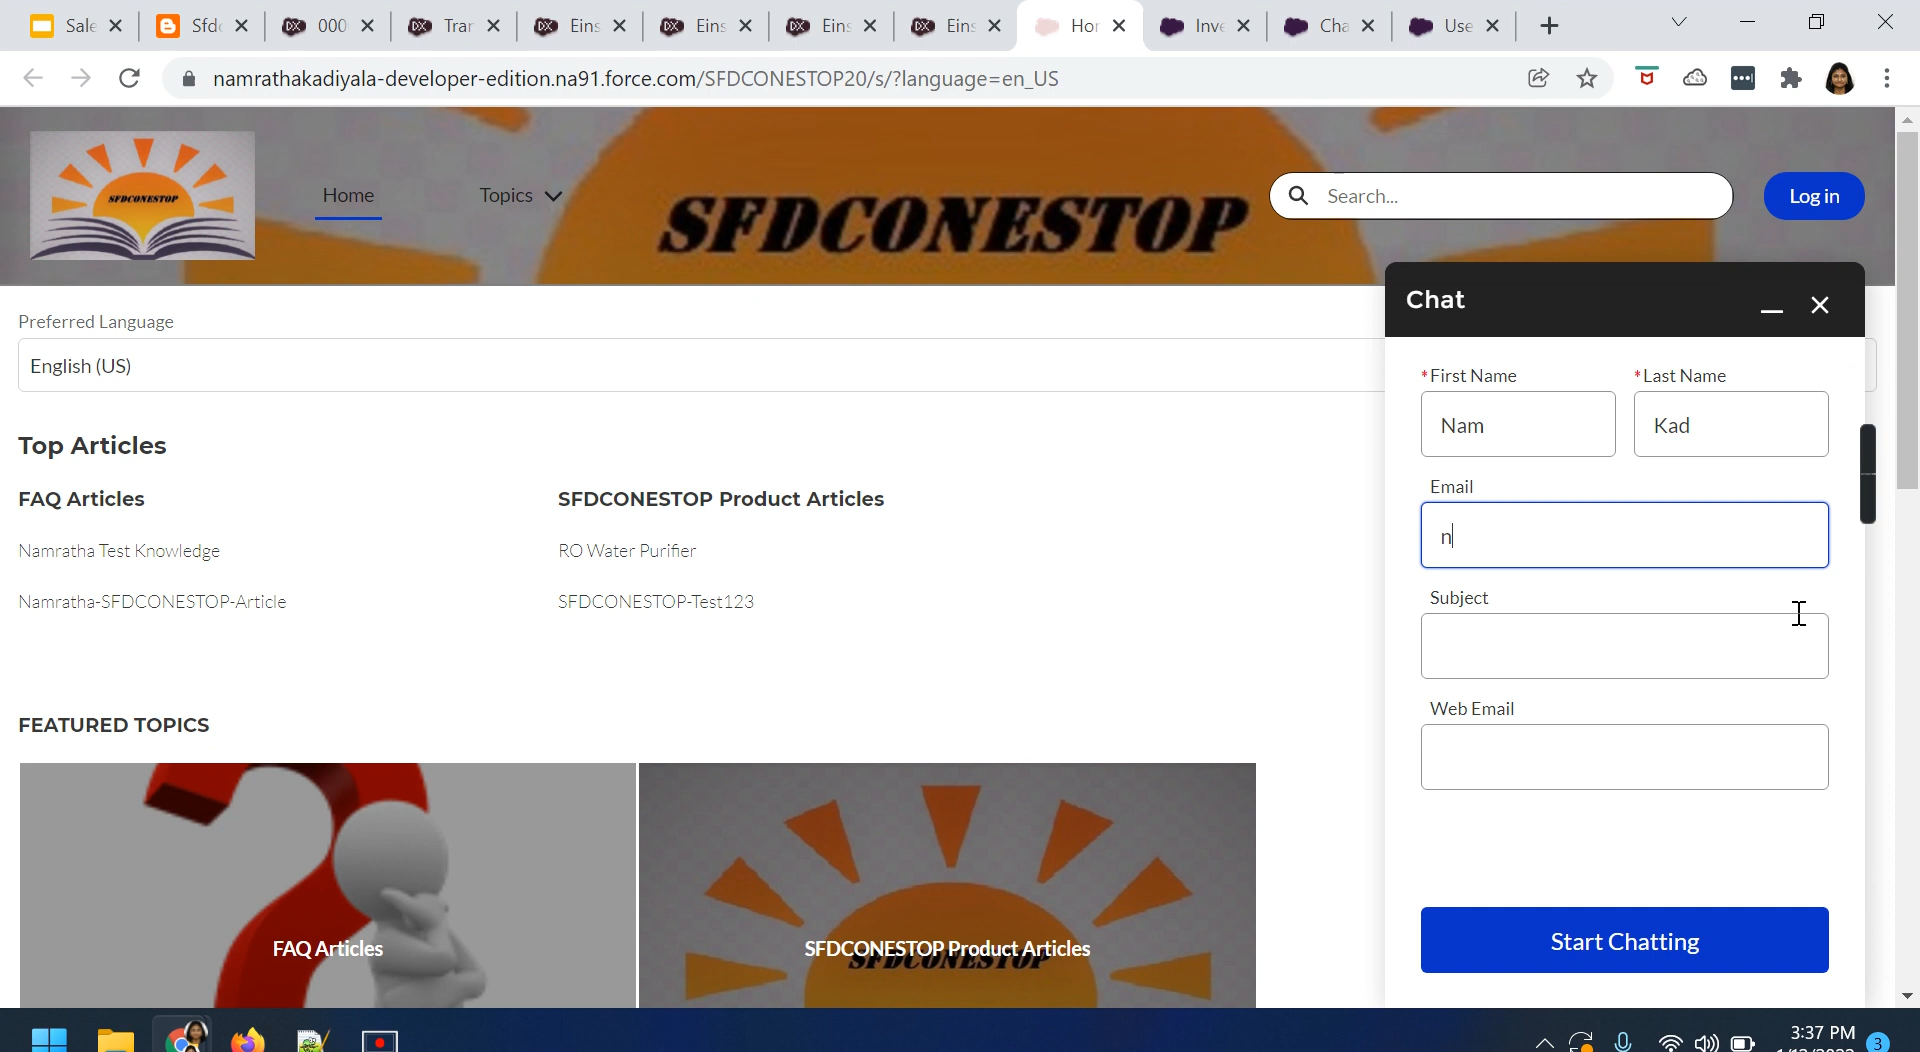 Sale
Sfdc
000
Trar
Eins
Eins
Eins
Eins
Hor
Inve
Cha
Use
namrathakadiyala-developer-edition.na91.force.com/SFDCONESTOP20/s/?language=en_US
SFDCONESTOP
Home
Topics
SFDCONESTOP
Search...
Log in
Chat
Preferred Language
English (US)
*First Name
*Last Name
Nam
Kad
Email
n
Subject
Web Email
Start Chatting
Top Articles
FAQ Articles
SFDCONESTOP Product Articles
Namratha Test Knowledge
RO Water Purifier
Namratha-SFDCONESTOP-Article
SFDCONESTOP-Test123
FEATURED TOPICS
FAQ Articles
SFDCONESTOP Product Articles
SFDCONESTOP
3:37 PM
3